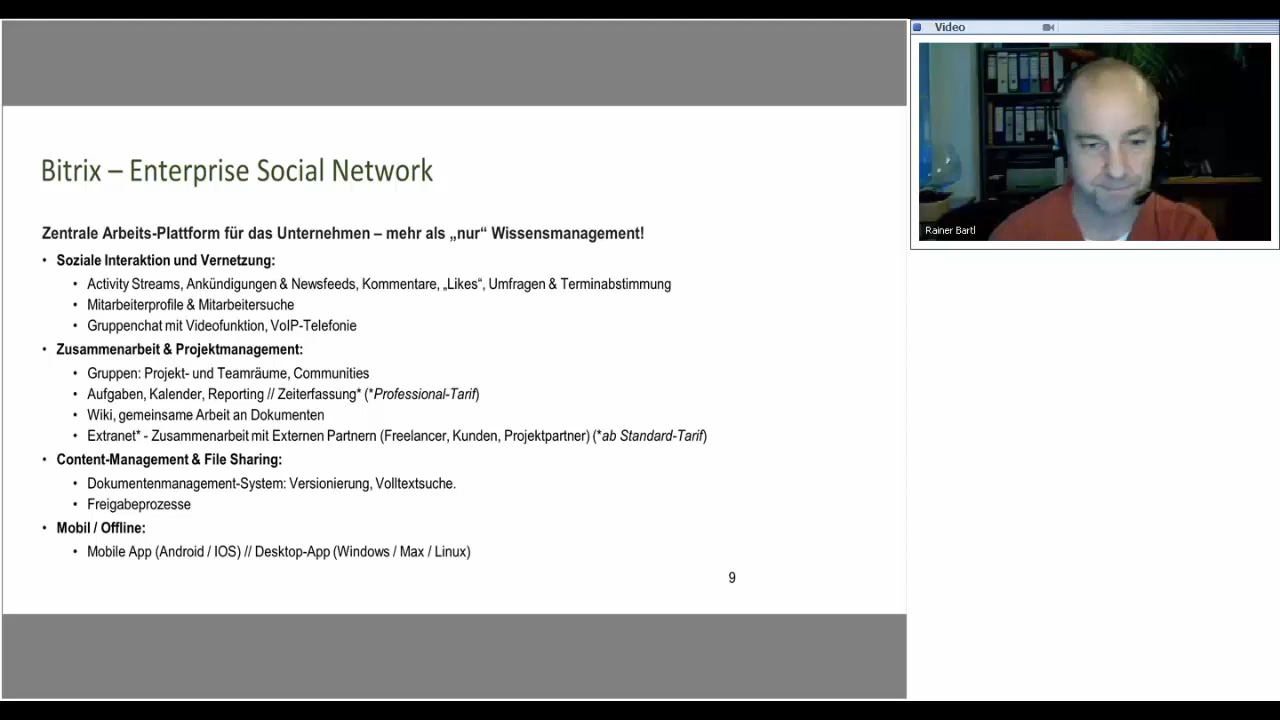 Video
Rainer Bartl
Bitrix – Enterprise Social Network
Zentrale Arbeits-Plattform für das Unternehmen – mehr als „nur“ Wissensmanagement!
• Soziale Interaktion und Vernetzung:
• Activity Streams, Ankündigungen & Newsfeeds, Kommentare, „Likes“, Umfragen & Terminabstimmung
• Mitarbeiterprofile & Mitarbeitersuche
• Gruppenchat mit Videofunktion, VoIP-Telefonie
• Zusammenarbeit & Projektmanagement:
• Gruppen: Projekt- und Teamräume, Communities
• Aufgaben, Kalender, Reporting // Zeiterfassung* (*Professional-Tarif)
• Wiki, gemeinsame Arbeit an Dokumenten
• Extranet* - Zusammenarbeit mit Externen Partnern (Freelancer, Kunden, Projektpartner) (*ab Standard-Tarif)
• Content-Management & File Sharing:
• Dokumentenmanagement-System: Versionierung, Volltextsuche.
• Freigabeprozesse
• Mobil / Offline:
• Mobile App (Android / IOS) // Desktop-App (Windows / Max / Linux)
9